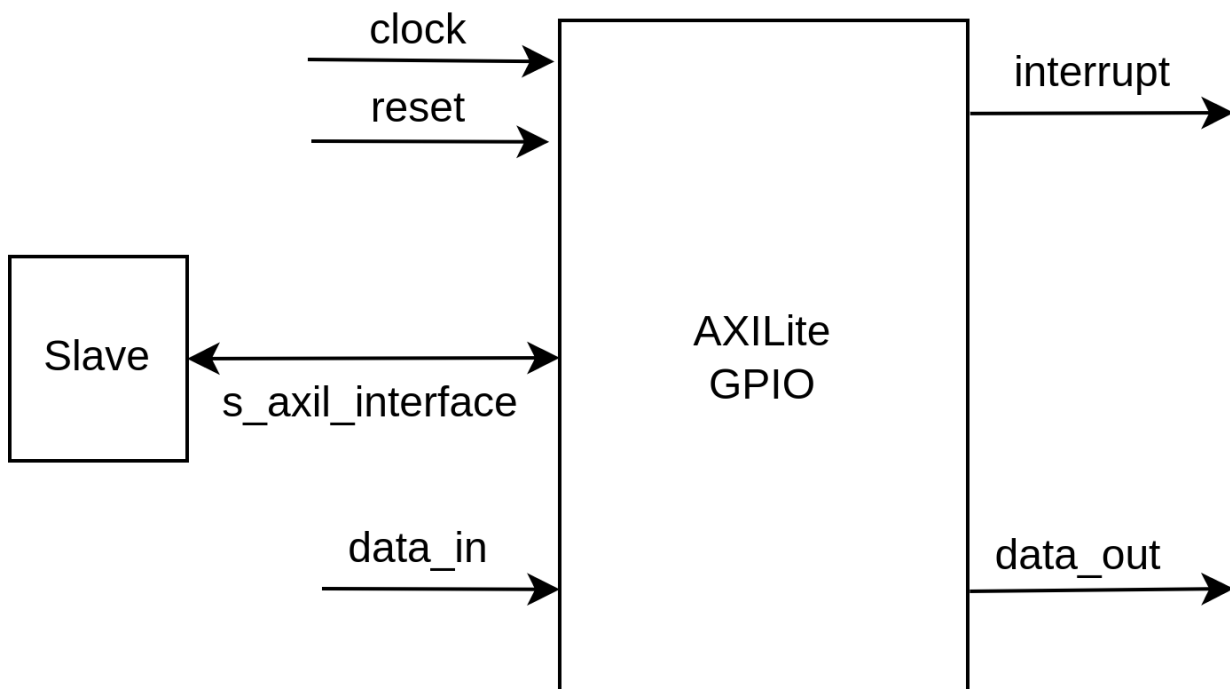 clock
reset
interrupt
Slave
s_axil_interface
AXILite
GPIO
data_in
data_out